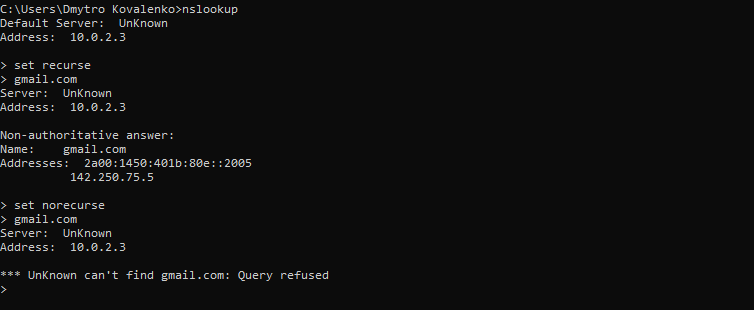 C:\Users\Dmytro Kovalenko>nslookup
Default Server:  UnKnown
Address:  10.0.2.3
> set recurse
> gmail.com
Server:  UnKnown
Address:  10.0.2.3
Non-authoritative answer:
Name:    gmail.com
Addresses:  2a00:1450:401b:80e::2005
142.250.75.5
> set norecurse
> gmail.com
Server:  UnKnown
Address:  10.0.2.3
*** UnKnown can't find gmail.com: Query refused
>